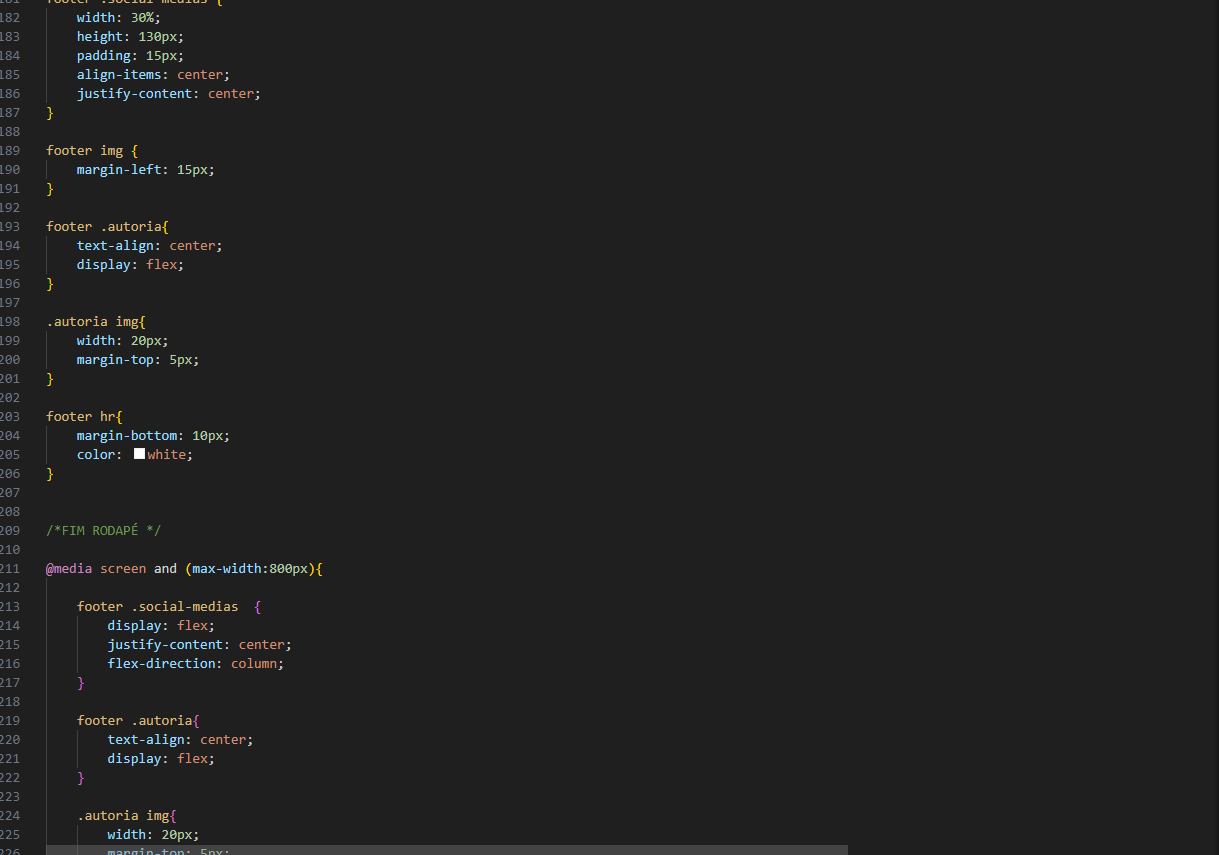 181 footer .social-medias {
182 width: 30%;
183 height: 130px;
184 padding: 15px;
185 align-items: center;
186 justify-content: center;
187 }
188
189 footer img {
190 margin-left: 15px;
191 }
192
193 footer .autoria{
194 text-align: center;
195 display: flex;
196 }
197
198 .autoria img{
199 width: 20px;
200 margin-top: 5px;
201 }
202
203 footer hr{
204 margin-bottom: 10px;
205 color: white;
206 }
207
208
209 /*FIM RODAPÉ */
210
211 @media screen and (max-width:800px){
212
213 footer .social-medias  {
214 display: flex;
215 justify-content: center;
216 flex-direction: column;
217 }
218
219 footer .autoria{
220 text-align: center;
221 display: flex;
222 }
223
224 .autoria img{
225 width: 20px;
226 margin-top: 5px;